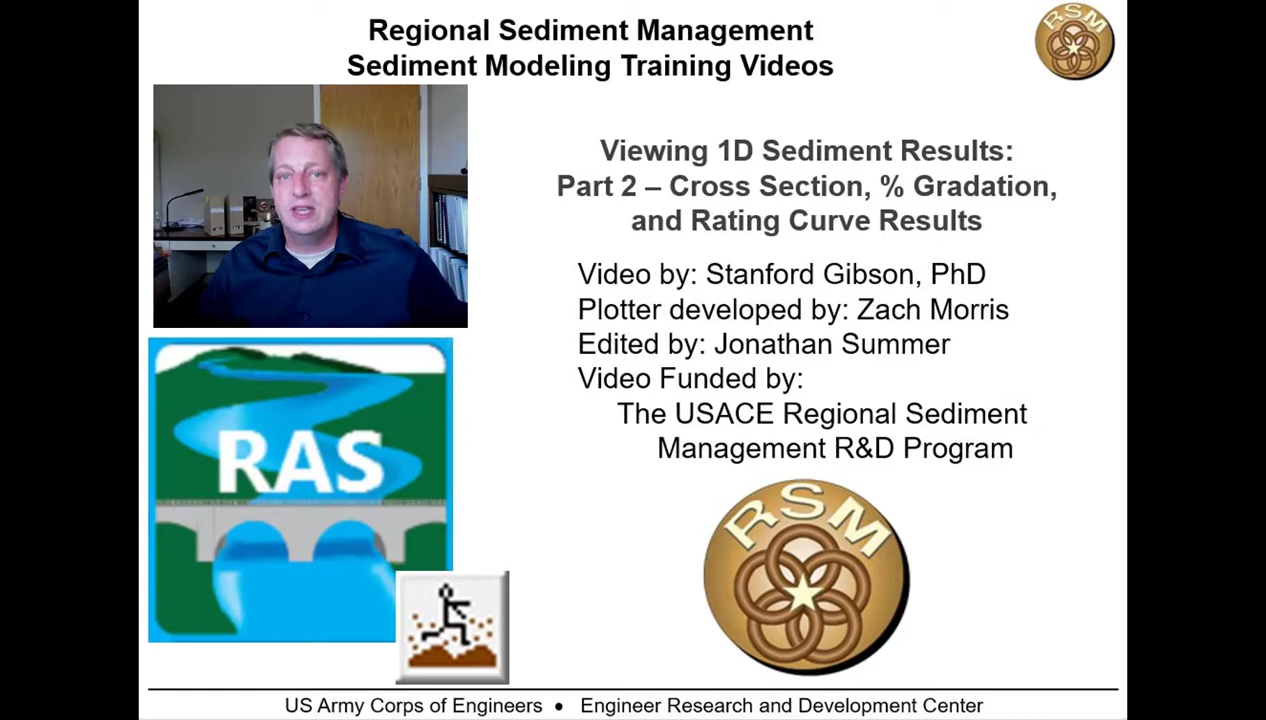 Regional Sediment Management
Sediment Modeling Training Videos
RSM
Viewing 1D Sediment Results:
Part 2 – Cross Section, % Gradation,
and Rating Curve Results
Video by: Stanford Gibson, PhD
Plotter developed by: Zach Morris
Edited by: Jonathan Summer
Video Funded by:
The USACE Regional Sediment
Management R&D Program
RAS
RSM
US Army Corps of Engineers ● Engineer Research and Development Center